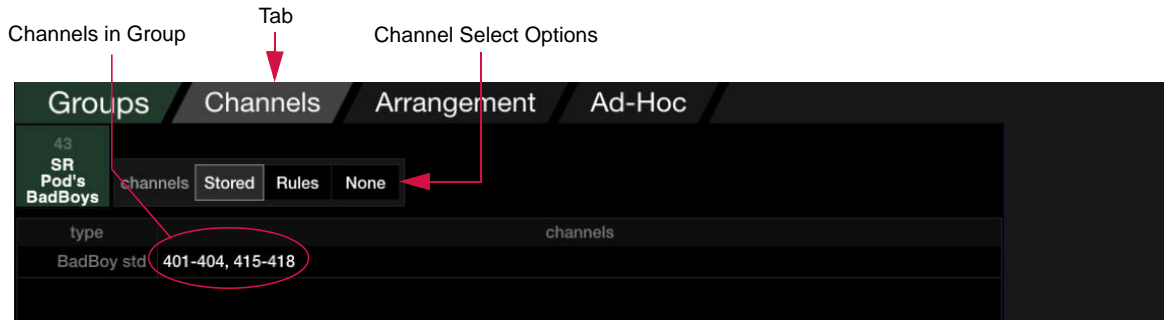 Tab
Channels in Group
Channel Select Options
Groups Channels Arrangement Ad-Hoc
43
SR
Pod's
BadBoys
channels Stored Rules None
type channels
BadBoy std 401-404, 415-418